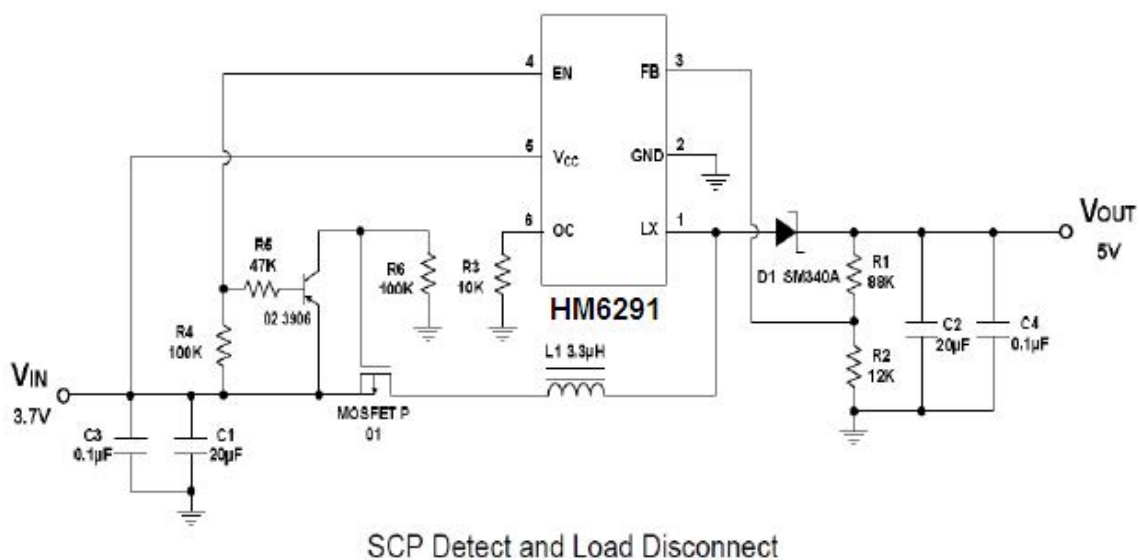 4
EN
FB
3
5
VCC
GND
2
6
OC
LX
1
HM6291
R5
47K
02 3906
R6
100K
R3
10K
R4
100K
VIN
3.7V
C3
0.1µF
C1
20µF
MOSFET P
01
L1 3.3µH
D1 SM340A
R1
88K
R2
12K
C2
20µF
C4
0.1µF
VOUT
5V
SCP Detect and Load Disconnect